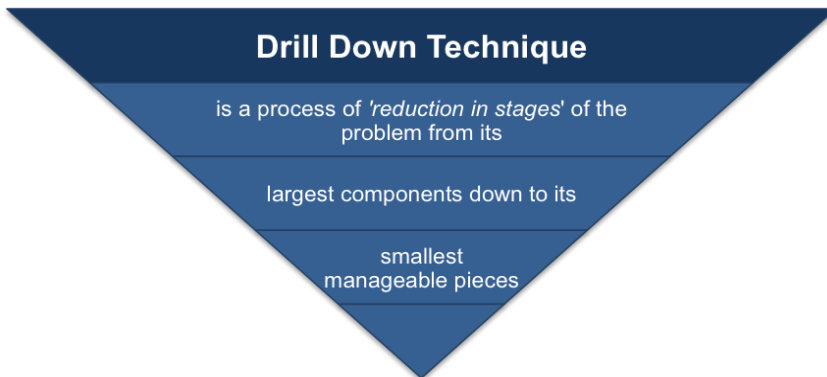 Drill Down Technique
is a process of 'reduction in stages' of the
problem from its
largest components down to its
smallest
manageable pieces